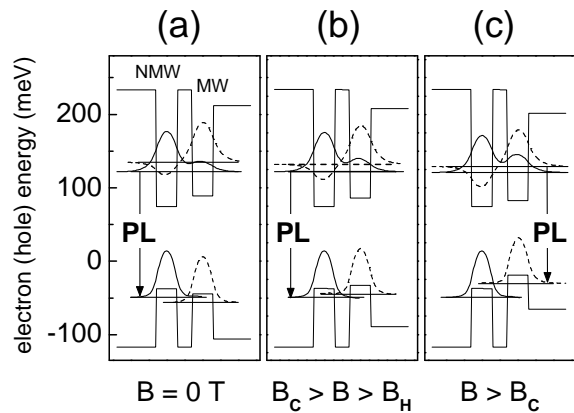 (a) (b) (c)
NMW MW
electron (hole) energy (meV)
200
100
0
-100
PL PL PL
B = 0 T B_C > B > B_H B > B_C